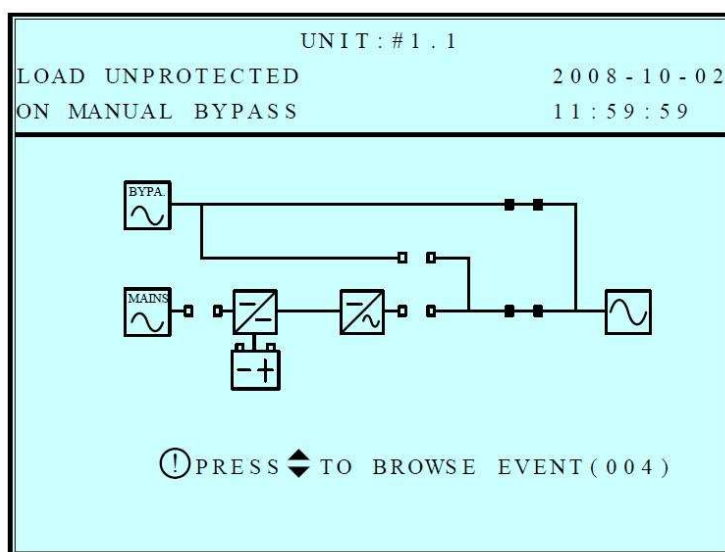 UNIT:#1.1
LOAD UNPROTECTED 2008-10-02
ON MANUAL BYPASS 11:59:59
BYPA.
MAINS
PRESS TO BROWSE EVENT(004)